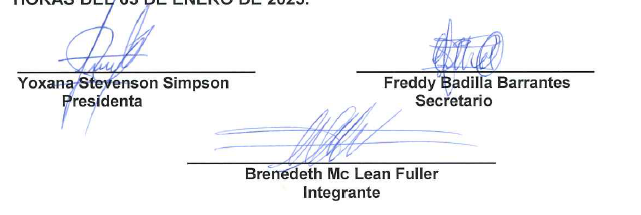 HORAS DEL 03 DE ENERO DE 2023.
Yoxana Stevenson Simpson
Presidenta
Freddy Badilla Barrantes
Secretario
Brenedeth Mc Lean Fuller
Integrante